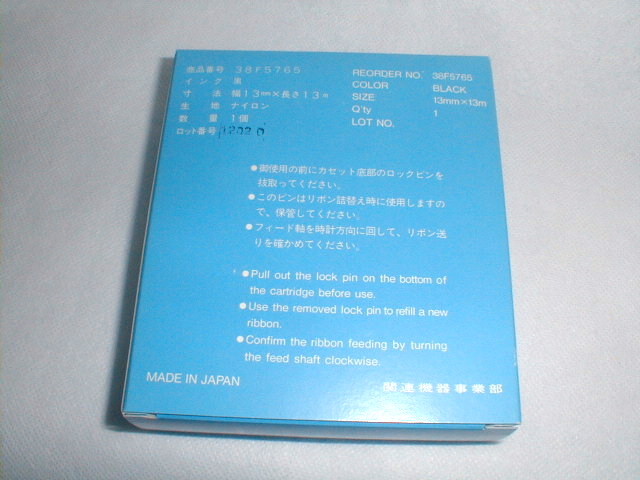 商品番号 38F5765
インク 黒
寸 法 幅13mm×長さ13m
生 地 ナイロン
数 量 1個
ロット番号 1202 0
REORDER NO. 38F5765
COLOR BLACK
SIZE 13mm×13m
Q'ty 1
LOT NO.
●御使用の前にカセット底部のロックピンを
抜取ってください。
●このピンはリボン詰替え時に使用しますの
で、保管してください。
●フィード軸を時計方向に回して、リボン送
りを確かめてください。
●Pull out the lock pin on the bottom of
the cartridge before use.
●Use the removed lock pin to refill a new
ribbon.
●Confirm the ribbon feeding by turning
the feed shaft clockwise.
MADE IN JAPAN
関連機器事業部